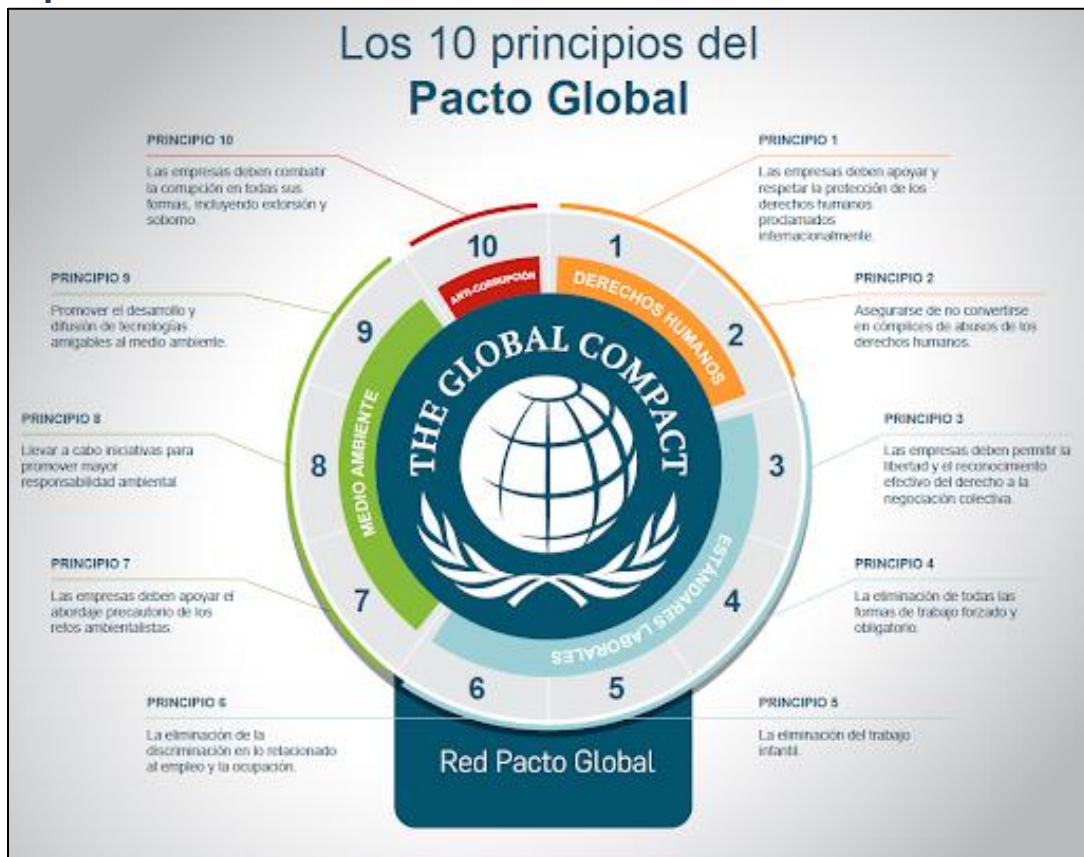 Los 10 principios del
Pacto Global
PRINCIPIO 10
Las empresas deben combatir
la corrupción en todas sus
formas, incluyendo extorsión y
soborno.
PRINCIPIO 1
Las empresas deben apoyar y
respetar la protección de los
derechos humanos
proclamados
internacionalmente.
PRINCIPIO 9
Promover el desarrollo y
difusión de tecnologías
amigables al medio ambiente.
PRINCIPIO 2
Asegurarse de no convertirse
en cómplices de abusos de los
derechos humanos.
PRINCIPIO 8
Llevar a cabo iniciativas para
promover mayor
responsabilidad ambiental
PRINCIPIO 3
Las empresas deben permitir la
libertad y el reconocimiento
efectivo del derecho a la
negociación colectiva.
PRINCIPIO 7
Las empresas deben apoyar el
abordaje precautorio de los
retos ambientalistas.
PRINCIPIO 4
La eliminación de todas las
formas de trabajo forzado y
obligatorio.
PRINCIPIO 6
La eliminación de la
discriminación en lo relacionado
al empleo y la ocupación.
PRINCIPIO 5
La eliminación del trabajo
infantil.
10
1
9
2
8
3
7
4
6
5
ANTI-CORRUPCIÓN
DERECHOS HUMANOS
MEDIO AMBIENTE
ESTÁNDARES LABORALES
THE GLOBAL COMPACT
Red Pacto Global